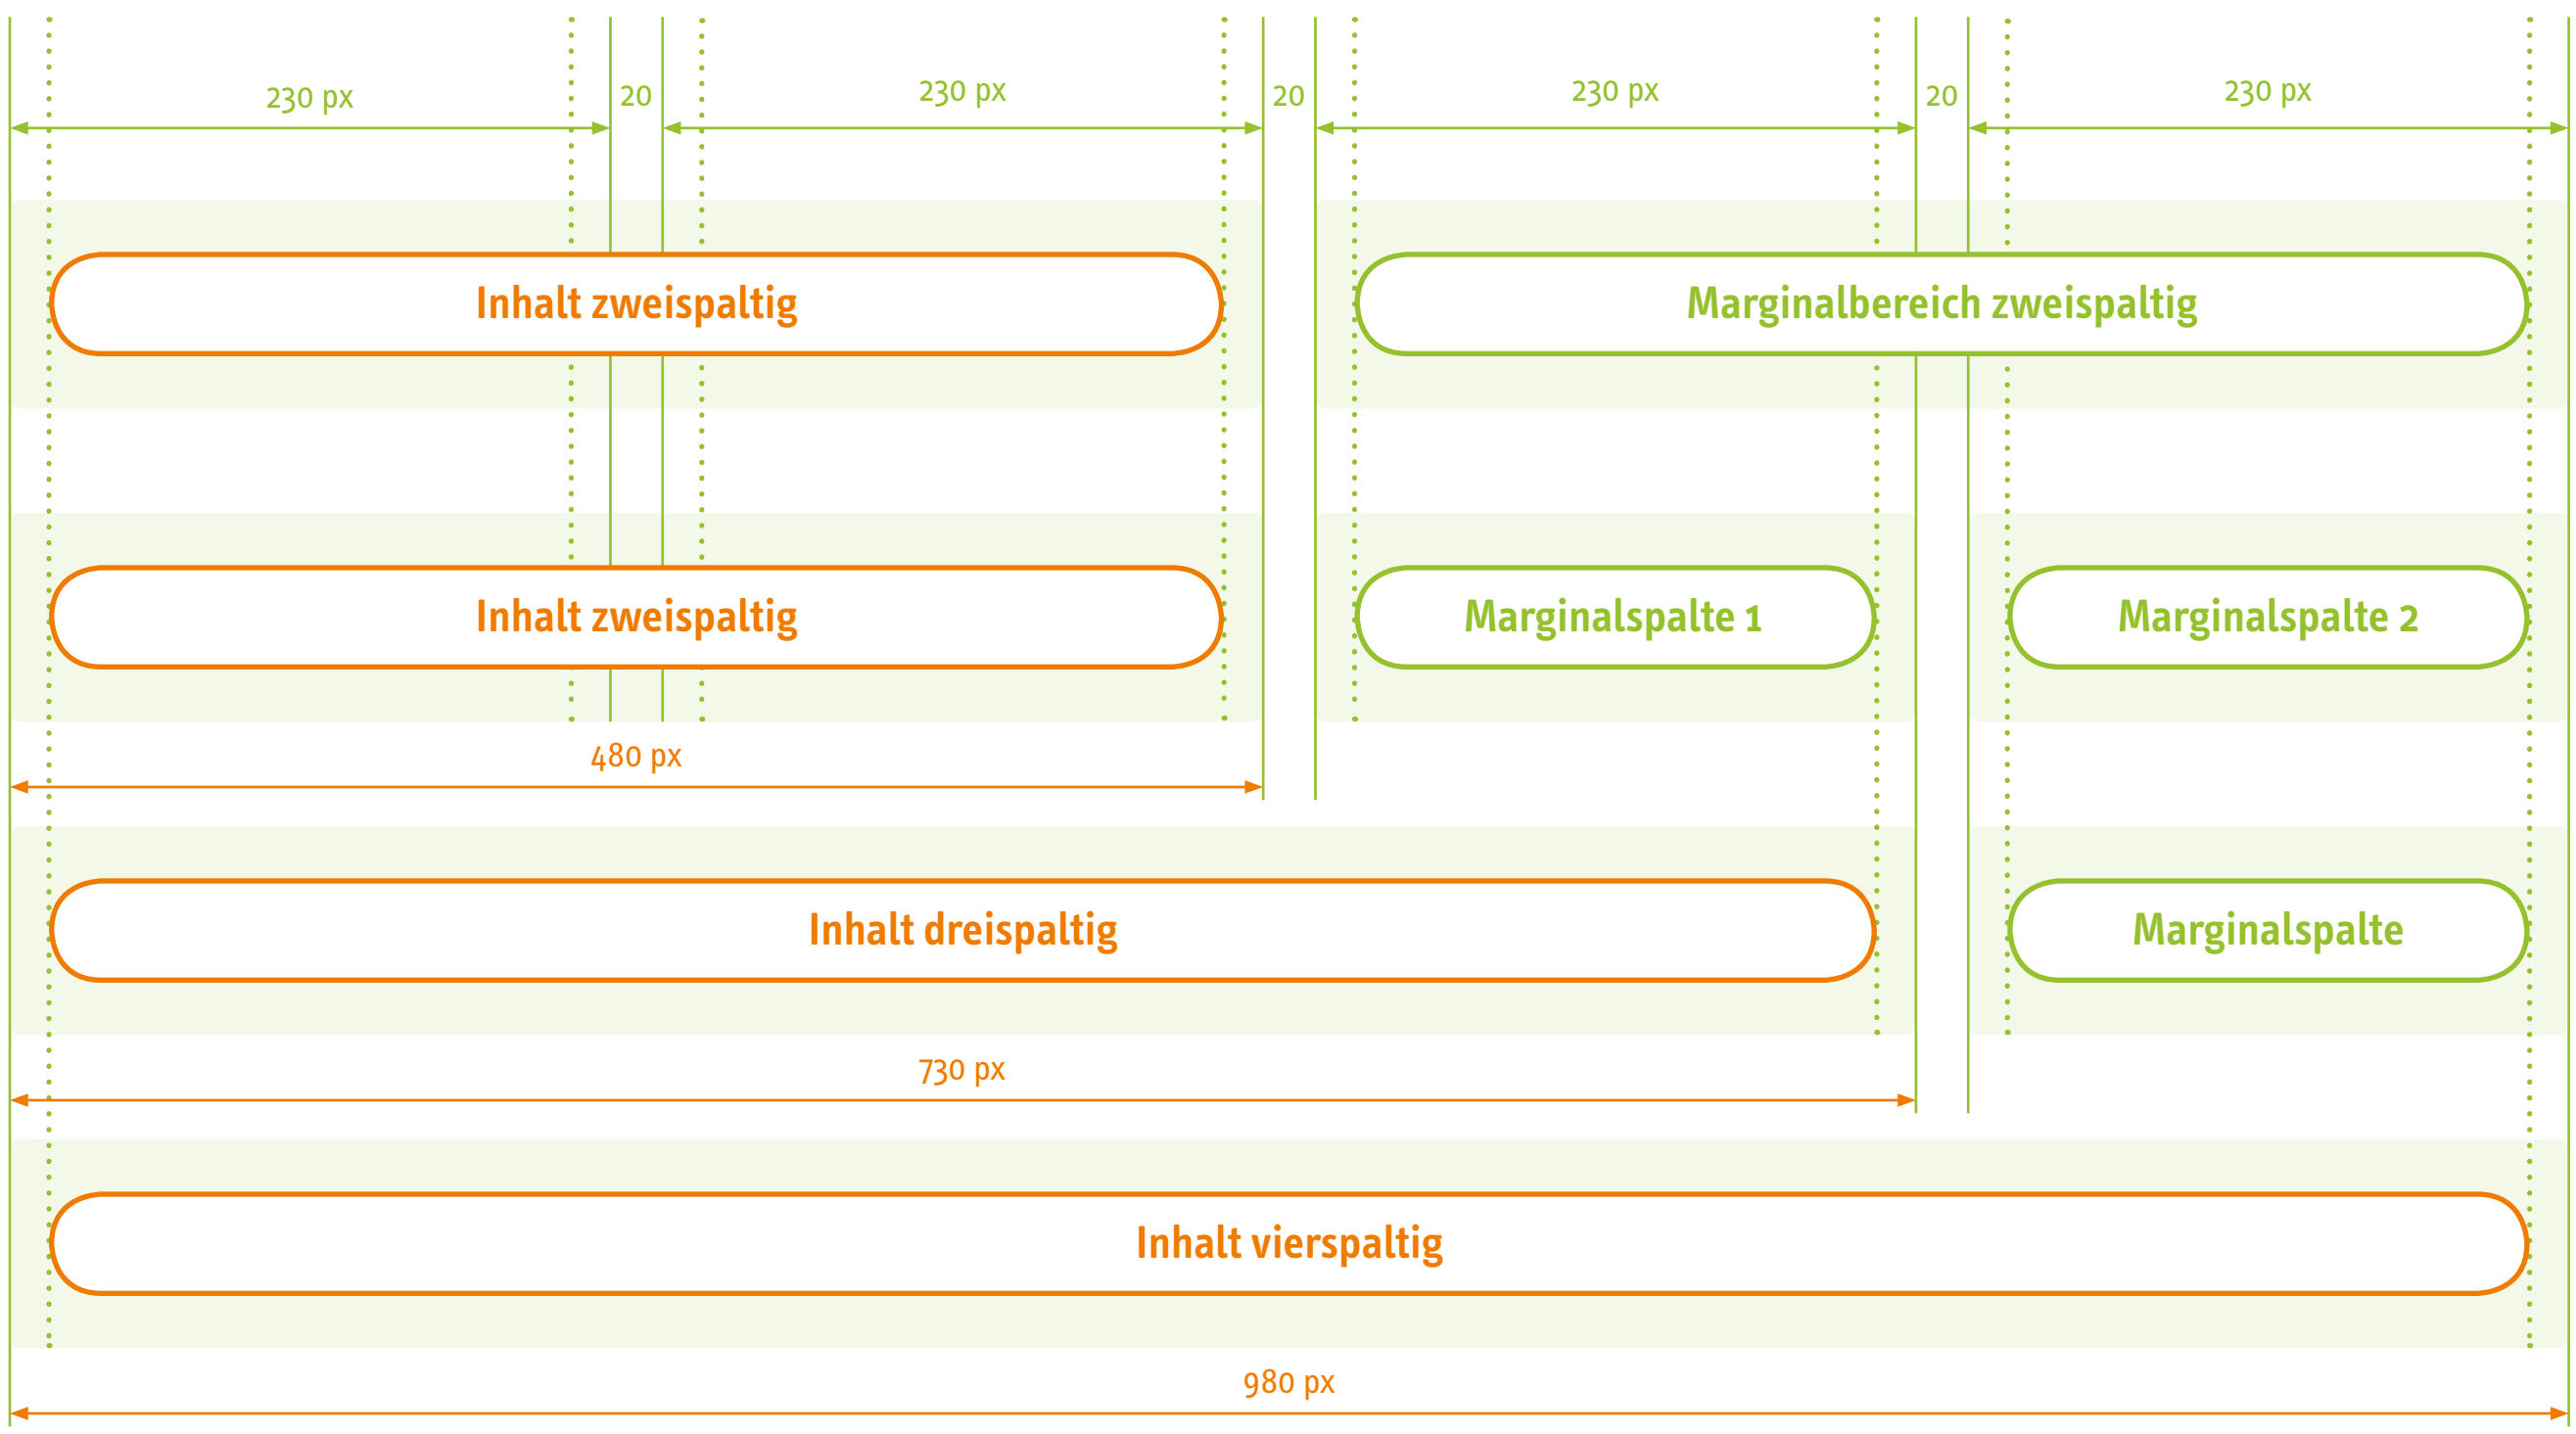 230 px 20 230 px 20 230 px 20 230 px
Inhalt zweispaltig Marginalbereich zweispaltig
Inhalt zweispaltig Marginalspalte 1 Marginalspalte 2
480 px
Inhalt dreispaltig Marginalspalte
730 px
Inhalt vierspaltig
980 px